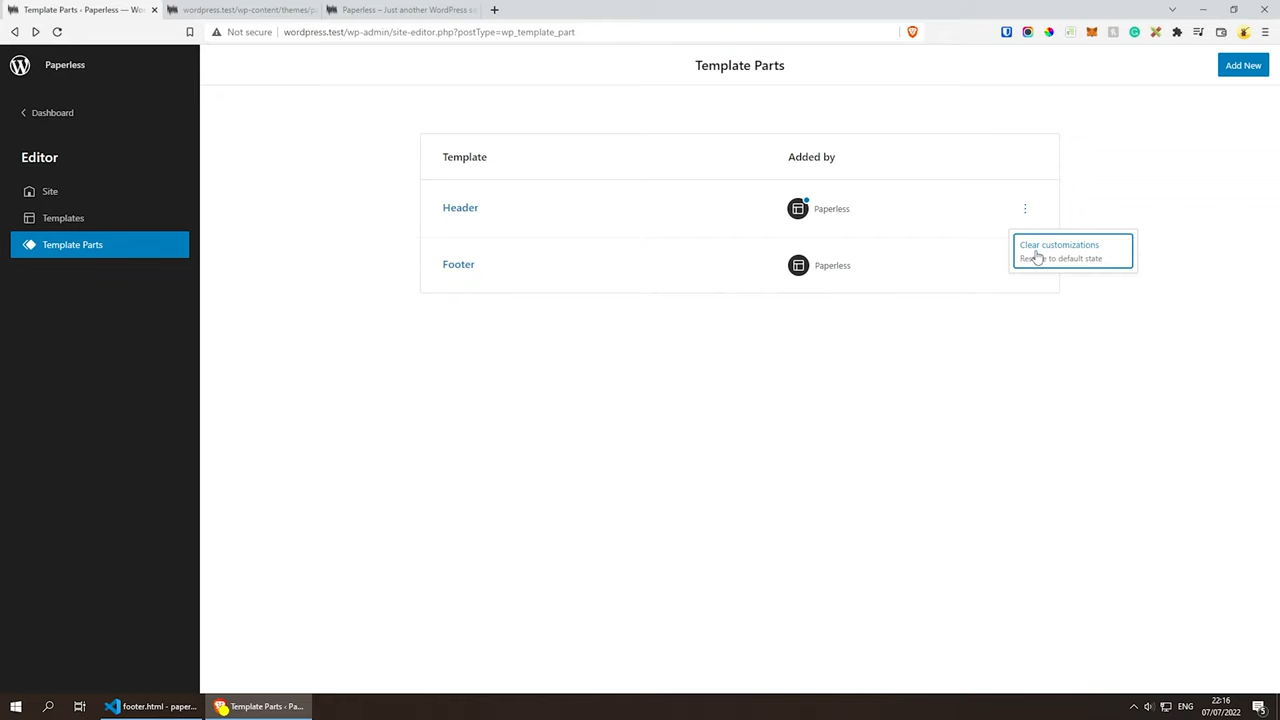 Template Parts ‹ Paperless — Wo
wordpress.test/wp-content/themes/p
Paperless – Just another WordPress si
Not secure
wordpress.test/wp-admin/site-editor.php?postType=wp_template_part
Paperless
Template Parts
Add New
Dashboard
Editor
Site
Templates
Template Parts
Template
Added by
Header
Paperless
Clear customizations
to default state
Footer
Paperless
footer.html - paper...
Template Parts ‹ Pa...
ENG
22:16
07/07/2022